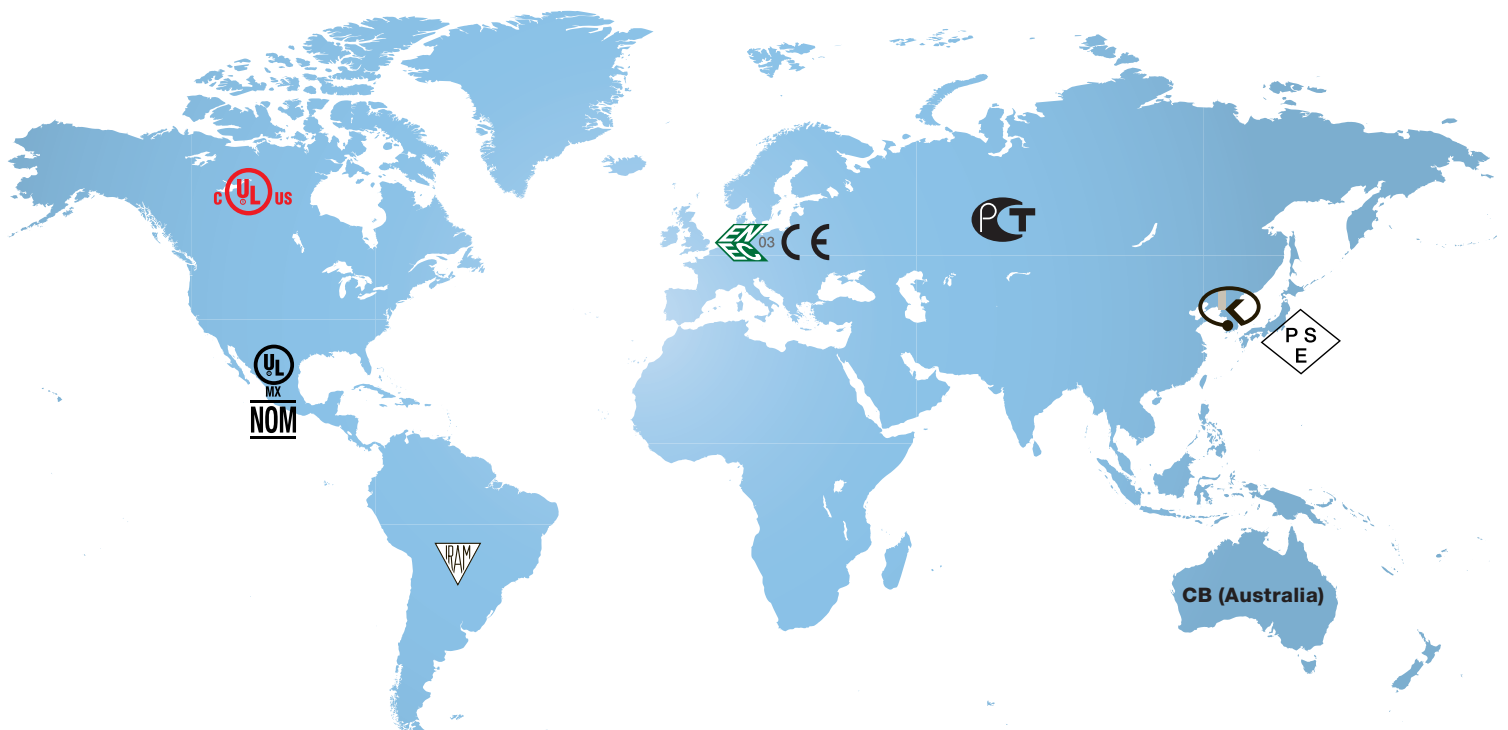 C UL US
EN
EC
03 CE
PCT
K
P S
E
UL
MX
NOM
IRAM
CB (Australia)